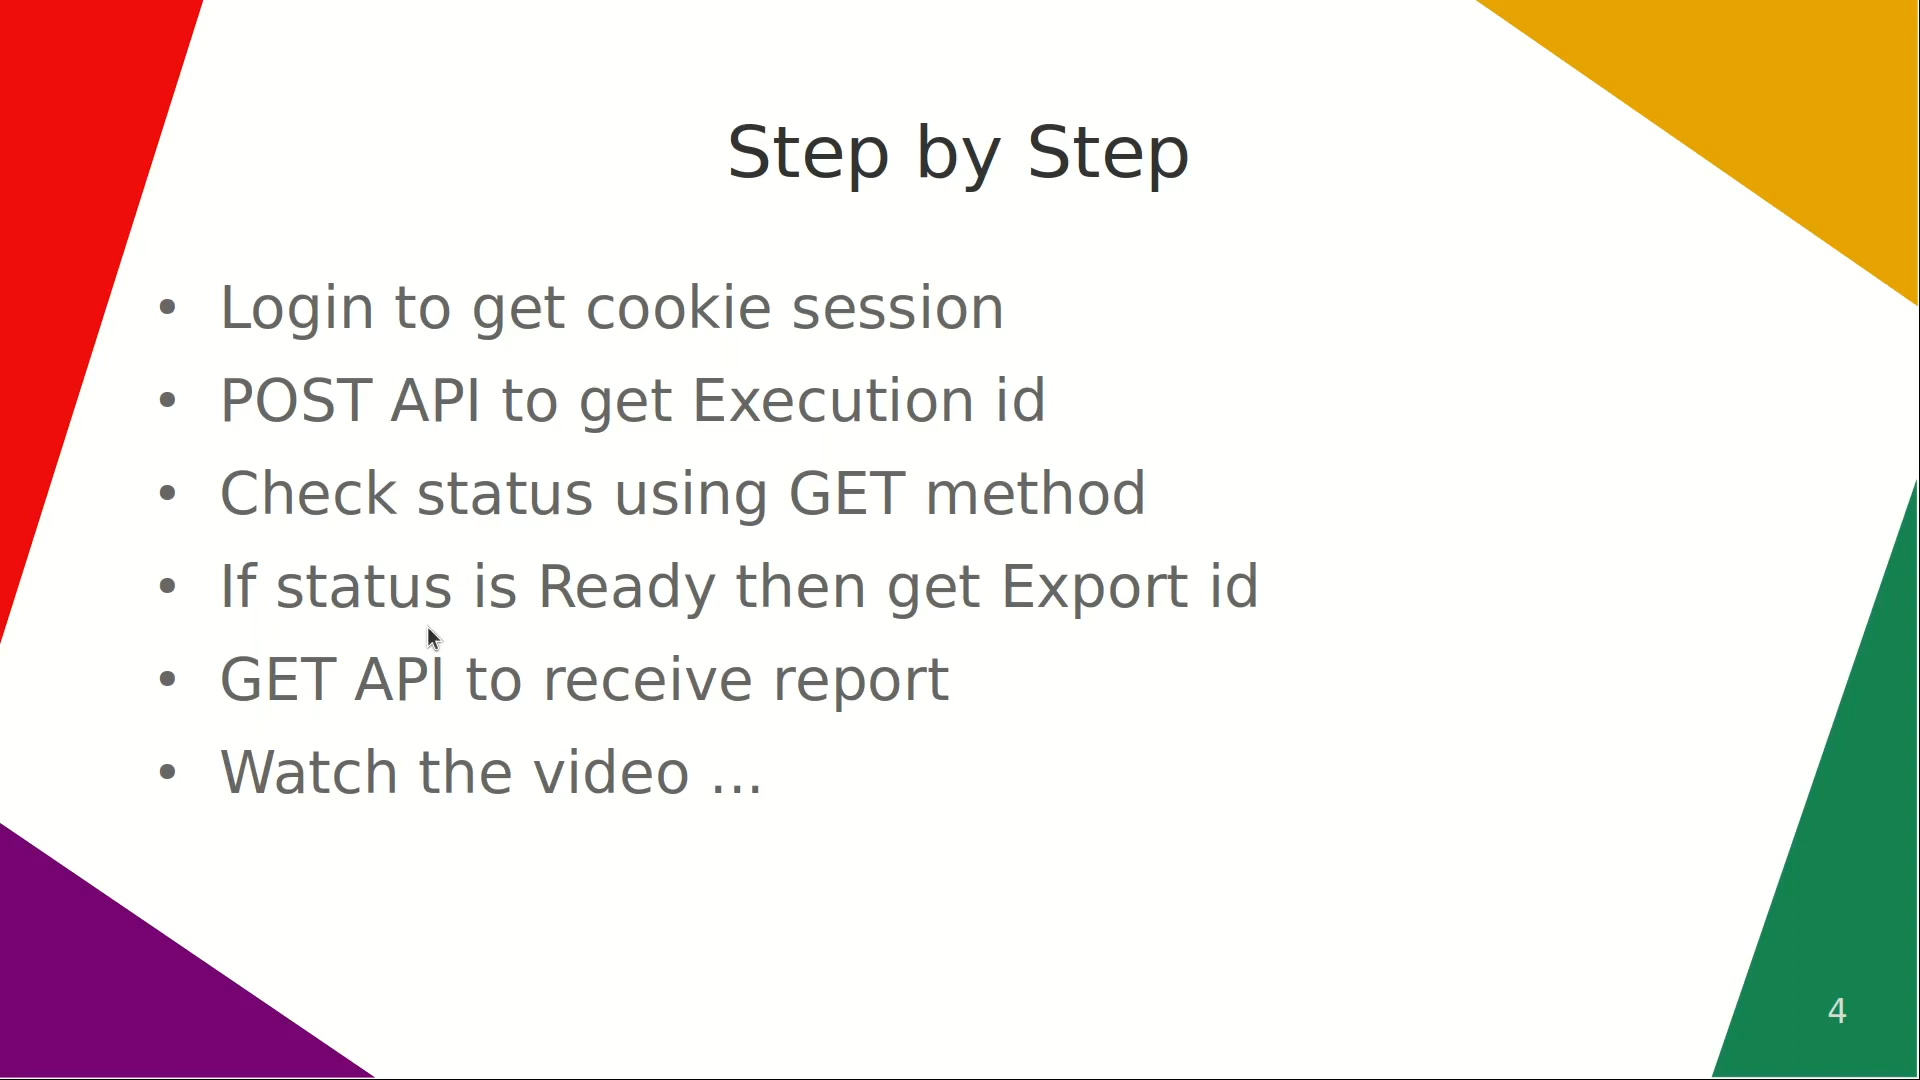 Step by Step
• Login to get cookie session
• POST API to get Execution id
• Check status using GET method
• If status is Ready then get Export id
• GET API to receive report
• Watch the video ...
4